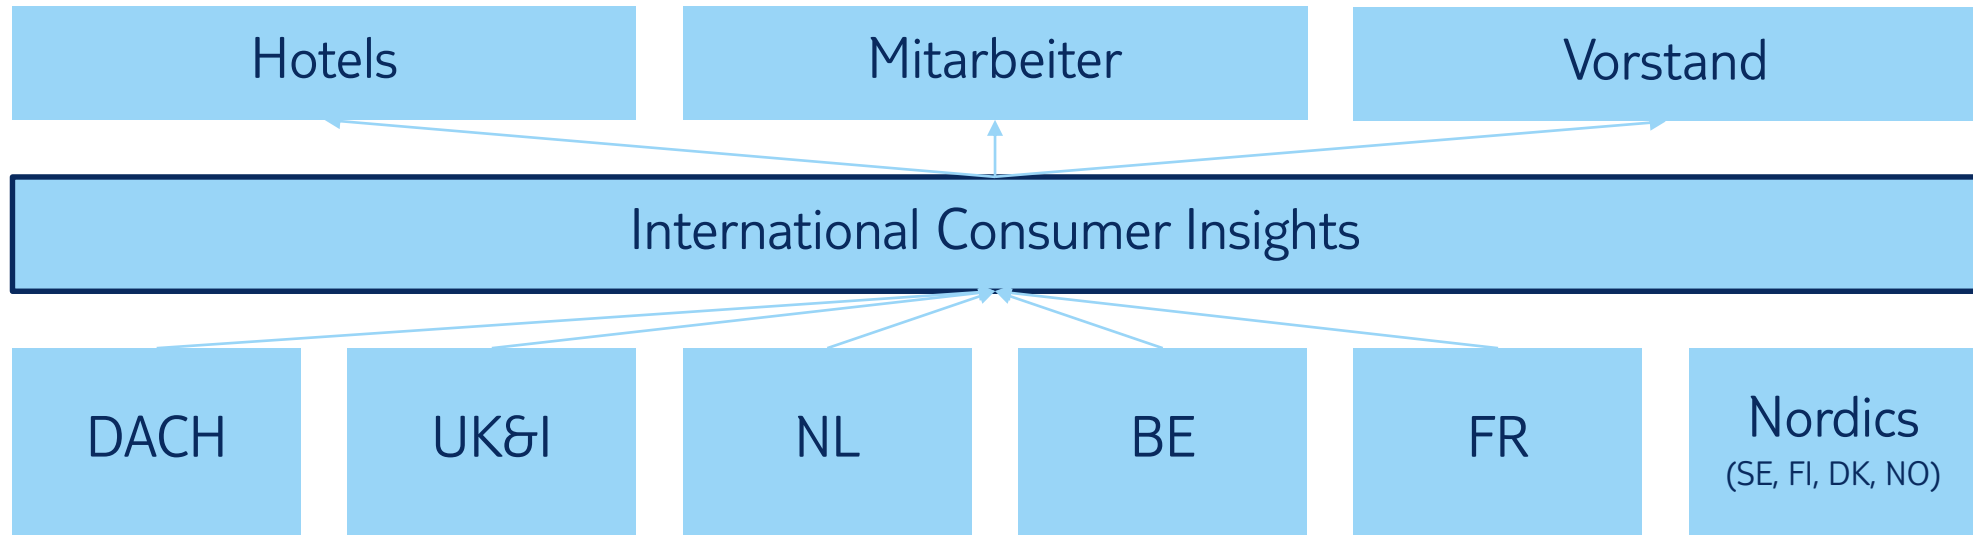 Hotels
Mitarbeiter
Vorstand
International Consumer Insights
DACH
UK&I
NL
BE
FR
Nordics
(SE, FI, DK, NO)